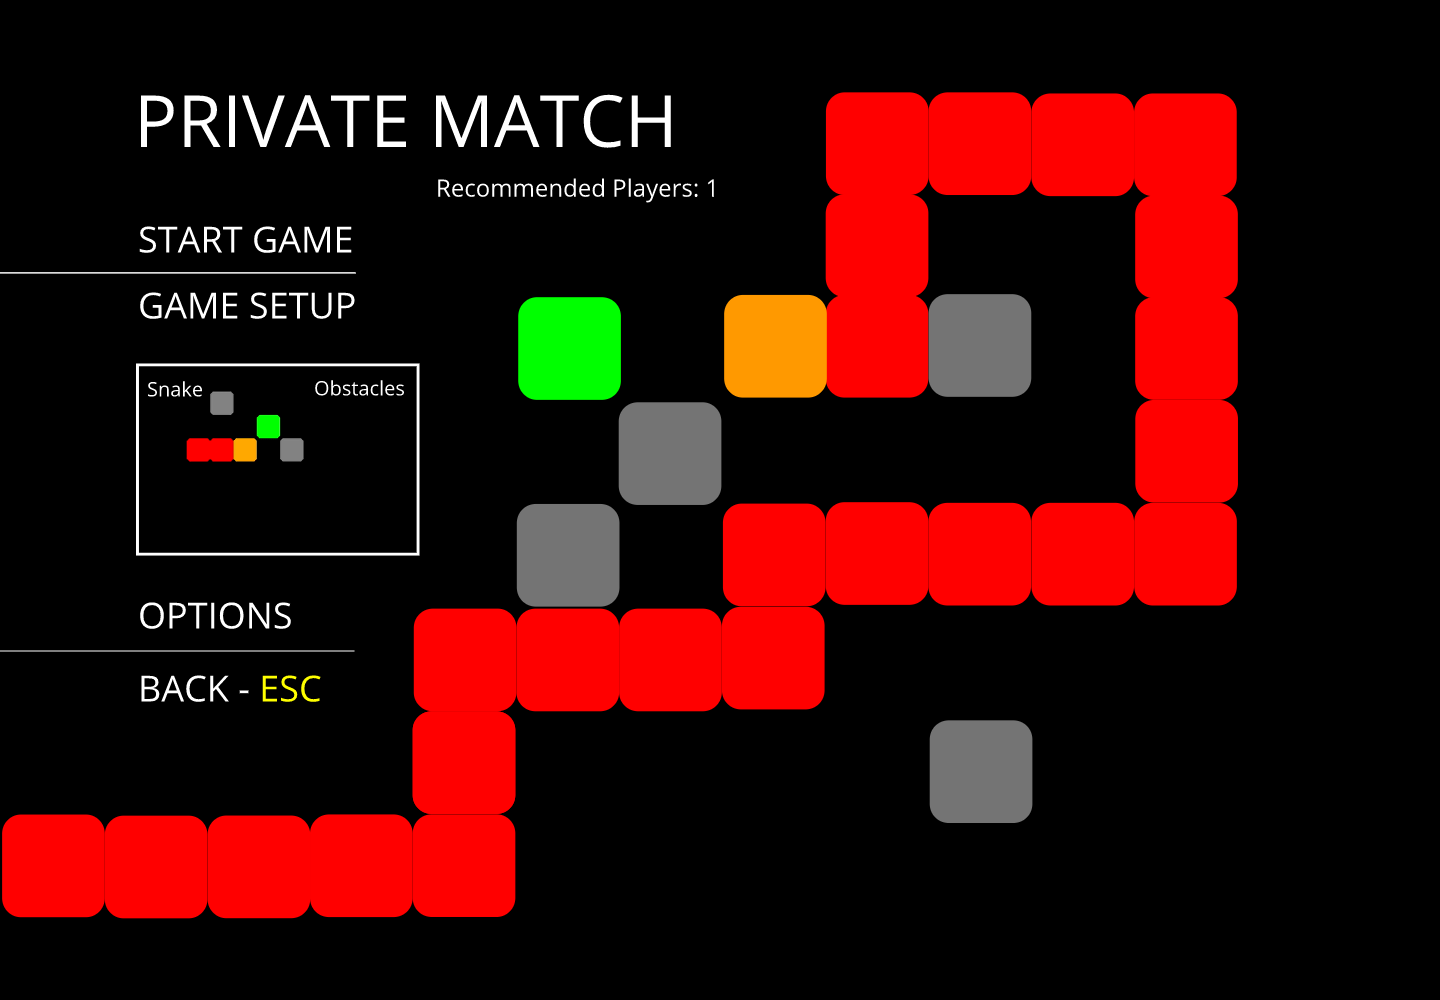 PRIVATE MATCH
Recommended Players: 1
START GAME
GAME SETUP
Snake
Obstacles
OPTIONS
BACK - ESC